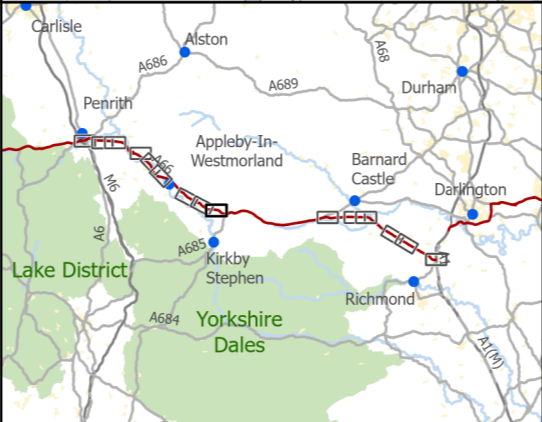 Carlisle
Alston
A68
A686
A689
Durham
Penrith
Appleby-In-
Westmorland
A66
Barnard
Castle
Darlington
M6
A6
A685
Kirkby
Stephen
Lake District
Richmond
A684
Yorkshire
Dales
A1(M)